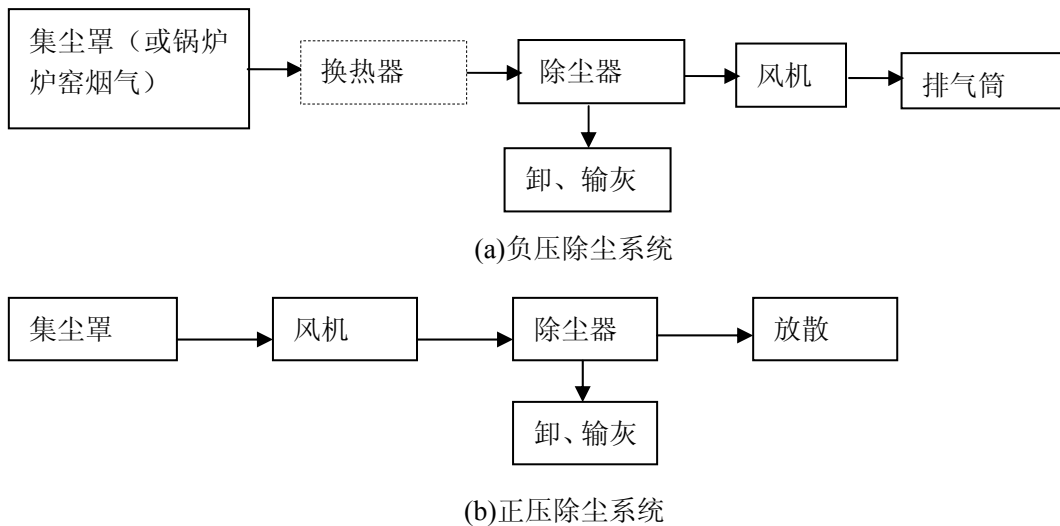 集尘罩（或锅炉
炉窑烟气）
换热器
除尘器
风机
排气筒
卸、输灰
(a)负压除尘系统
集尘罩
风机
除尘器
放散
卸、输灰
(b)正压除尘系统